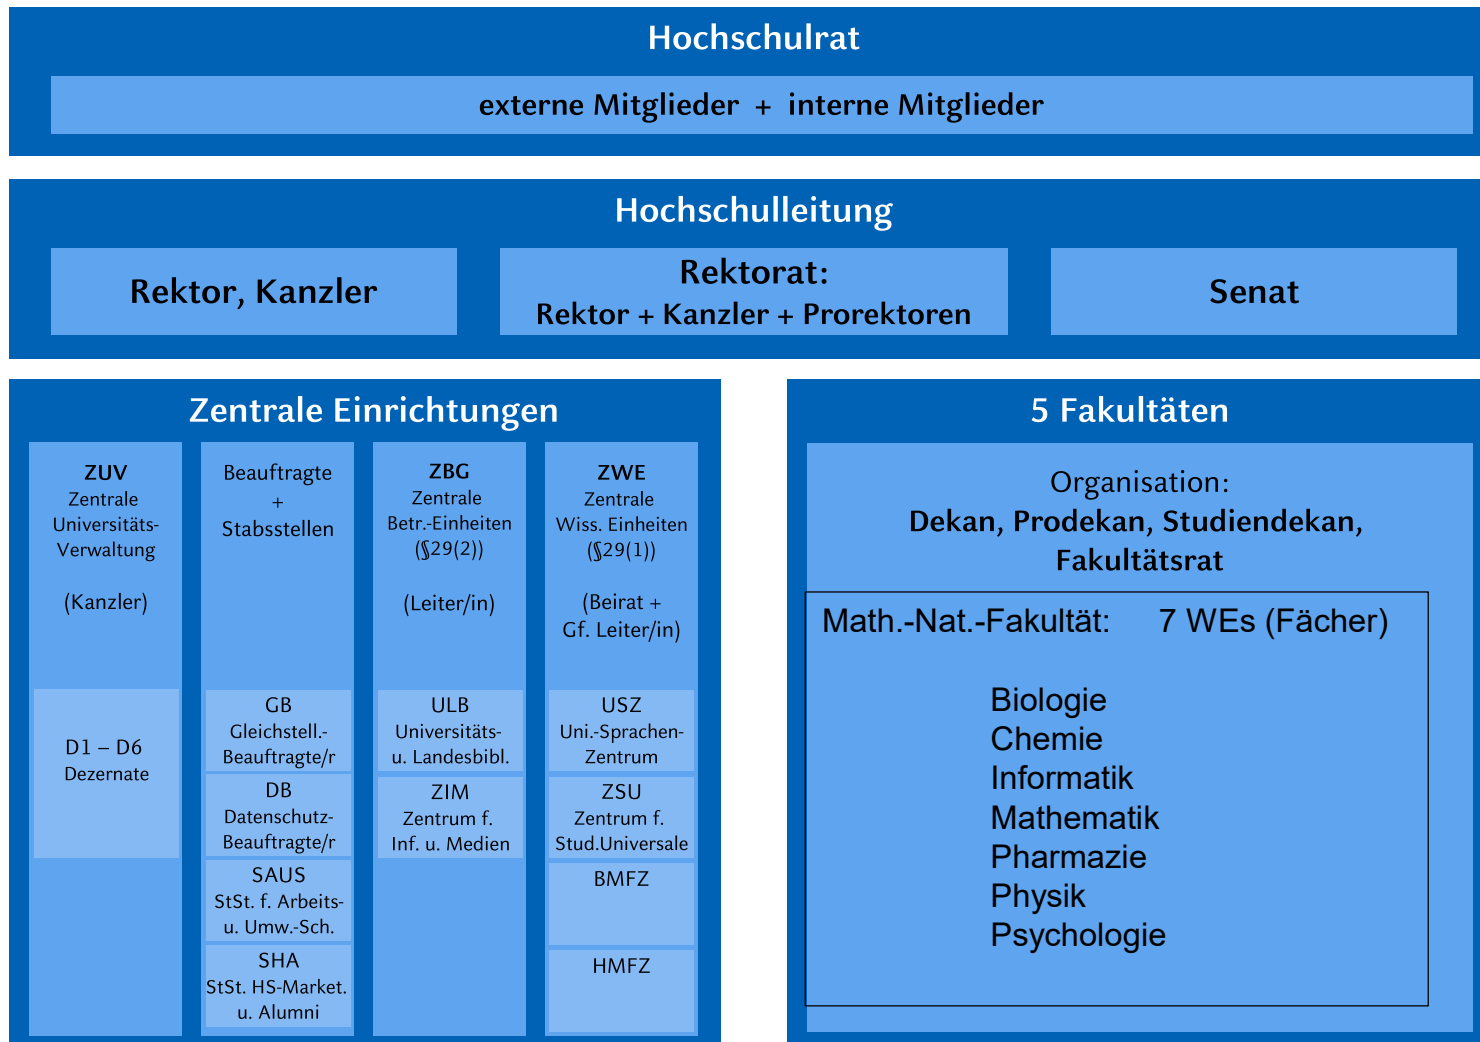 Hochschulrat
externe Mitglieder + interne Mitglieder
Hochschulleitung
Rektor, Kanzler
Rektorat:
Rektor + Kanzler + Prorektoren
Senat
Zentrale Einrichtungen
ZUV
Zentrale
Universitäts-
Verwaltung
(Kanzler)
D1 – D6
Dezernate
Beauftragte
+
Stabsstellen
GB
Gleichstell.-
Beauftragte/r
DB
Datenschutz-
Beauftragte/r
SAUS
StSt. f. Arbeits-
u. Umw.-Sch.
SHA
StSt. HS-Market.
u. Alumni
ZBG
Zentrale
Betr.-Einheiten
(§29(2))
(Leiter/in)
ULB
Universitäts-
u. Landesbibl.
ZIM
Zentrum f.
Inf. u. Medien
ZWE
Zentrale
Wiss. Einheiten
(§29(1))
(Beirat +
Gf. Leiter/in)
USZ
Uni.-Sprachen-
Zentrum
ZSU
Zentrum f.
Stud.Universale
BMFZ
HMFZ
5 Fakultäten
Organisation:
Dekan, Prodekan, Studiendekan,
Fakultätsrat
Math.-Nat.-Fakultät: 7 WEs (Fächer)
Biologie
Chemie
Informatik
Mathematik
Pharmazie
Physik
Psychologie